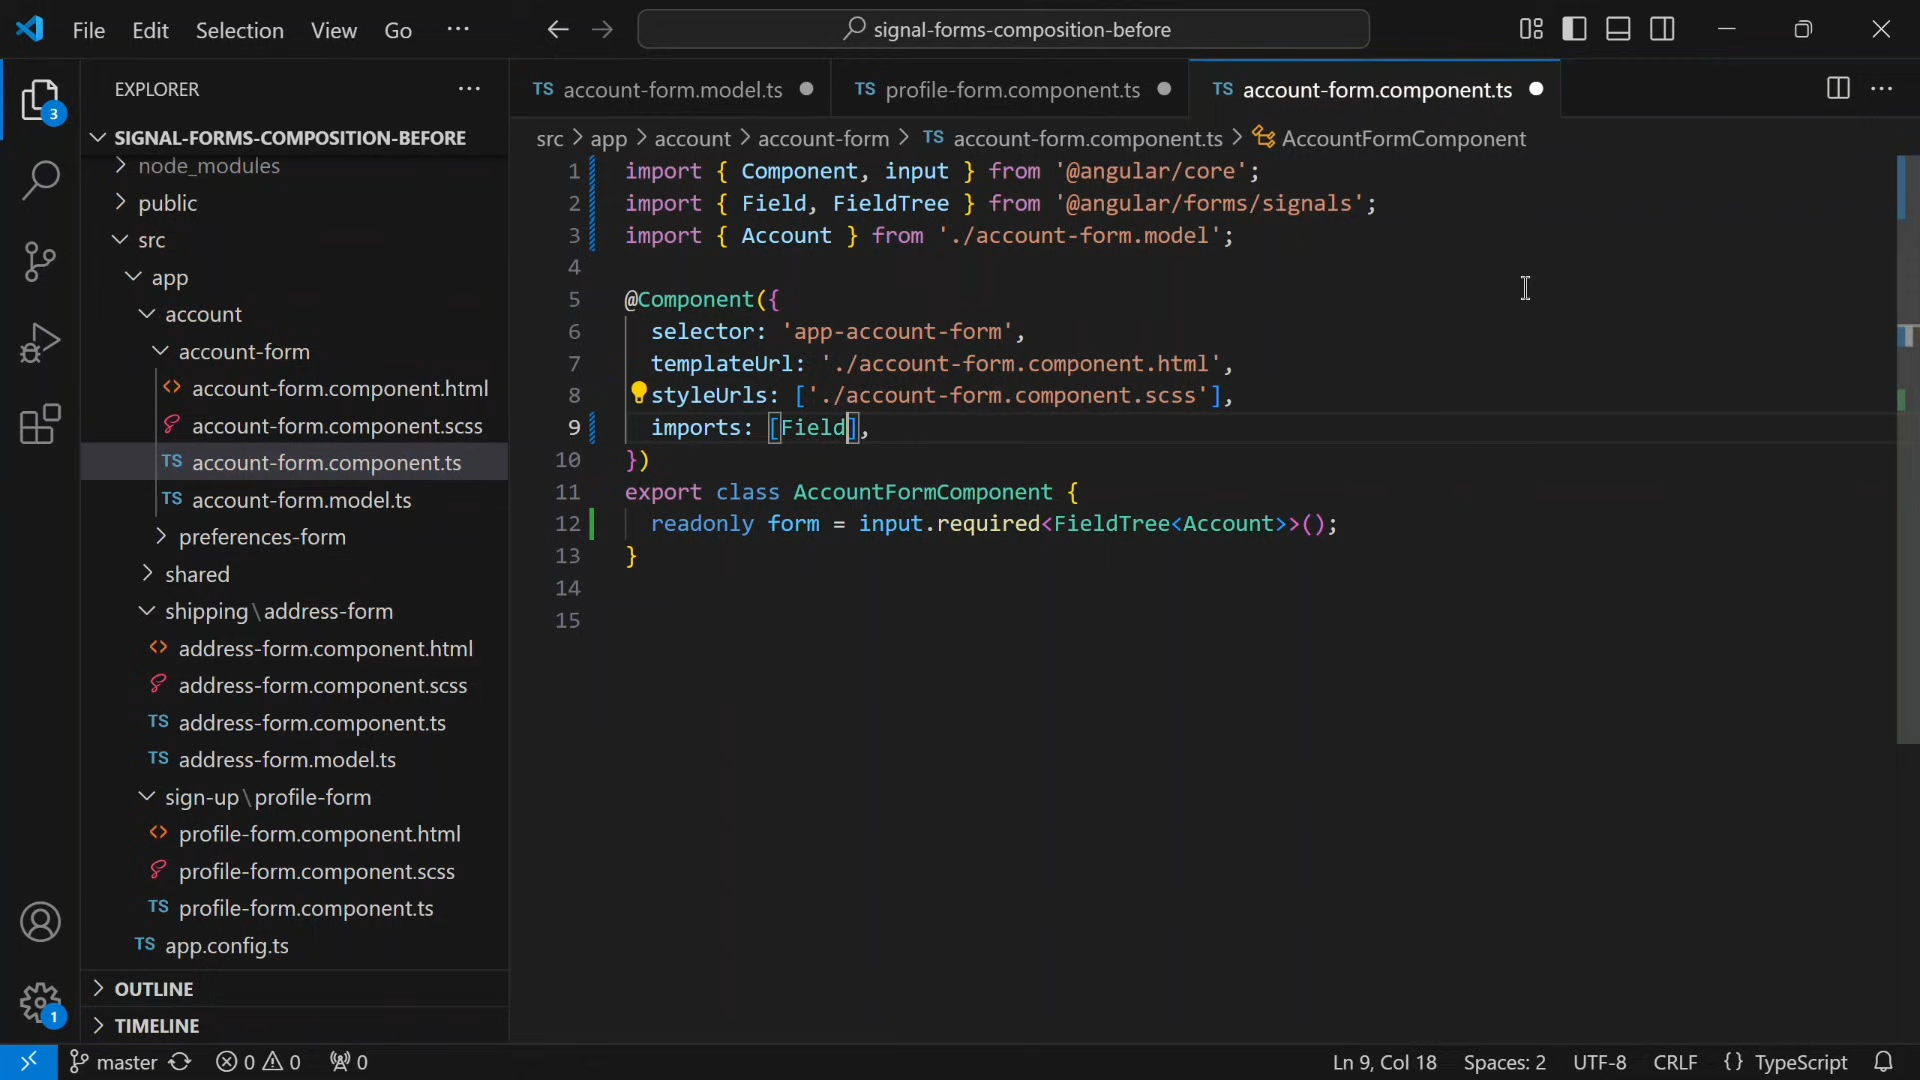 File Edit Selection View Go ··· signal-forms-composition-before
EXPLORER ···
SIGNAL-FORMS-COMPOSITION-BEFORE
node_modules
public
src
app
account
account-form
account-form.component.html
account-form.component.scss
TS account-form.component.ts
TS account-form.model.ts
preferences-form
shared
shipping\address-form
address-form.component.html
address-form.component.scss
TS address-form.component.ts
TS address-form.model.ts
sign-up\profile-form
profile-form.component.html
profile-form.component.scss
TS profile-form.component.ts
TS app.config.ts
OUTLINE
TIMELINE
3
1
TS account-form.model.ts TS profile-form.component.ts TS account-form.component.ts
src > app > account > account-form > TS account-form.component.ts > AccountFormComponent
1 import { Component, input } from '@angular/core';
2 import { Field, FieldTree } from '@angular/forms/signals';
3 import { Account } from './account-form.model';
4
5 @Component({
6 selector: 'app-account-form',
7 templateUrl: './account-form.component.html',
8 styleUrls: ['./account-form.component.scss'],
9 imports: [Field],
10 })
11 export class AccountFormComponent {
12 readonly form = input.required<FieldTree<Account>>();
13 }
14
15
master 0 0 0 Ln 9, Col 18 Spaces: 2 UTF-8 CRLF {} TypeScript